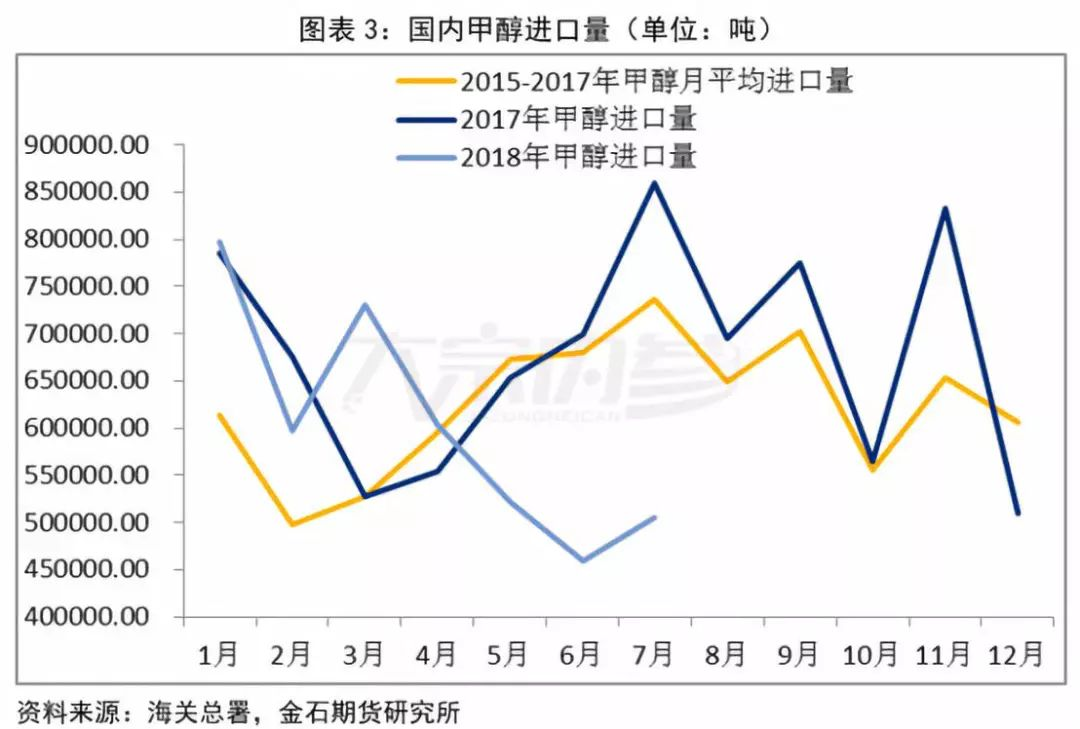 图表 3：国内甲醇进口量（单位：吨）
2015-2017年甲醇月平均进口量
2017年甲醇进口量
2018年甲醇进口量
900000.00
850000.00
800000.00
750000.00
700000.00
650000.00
600000.00
550000.00
500000.00
450000.00
400000.00
1月 2月 3月 4月 5月 6月 7月 8月 9月 10月 11月 12月
大宗内参
资料来源：海关总署，金石期货研究所